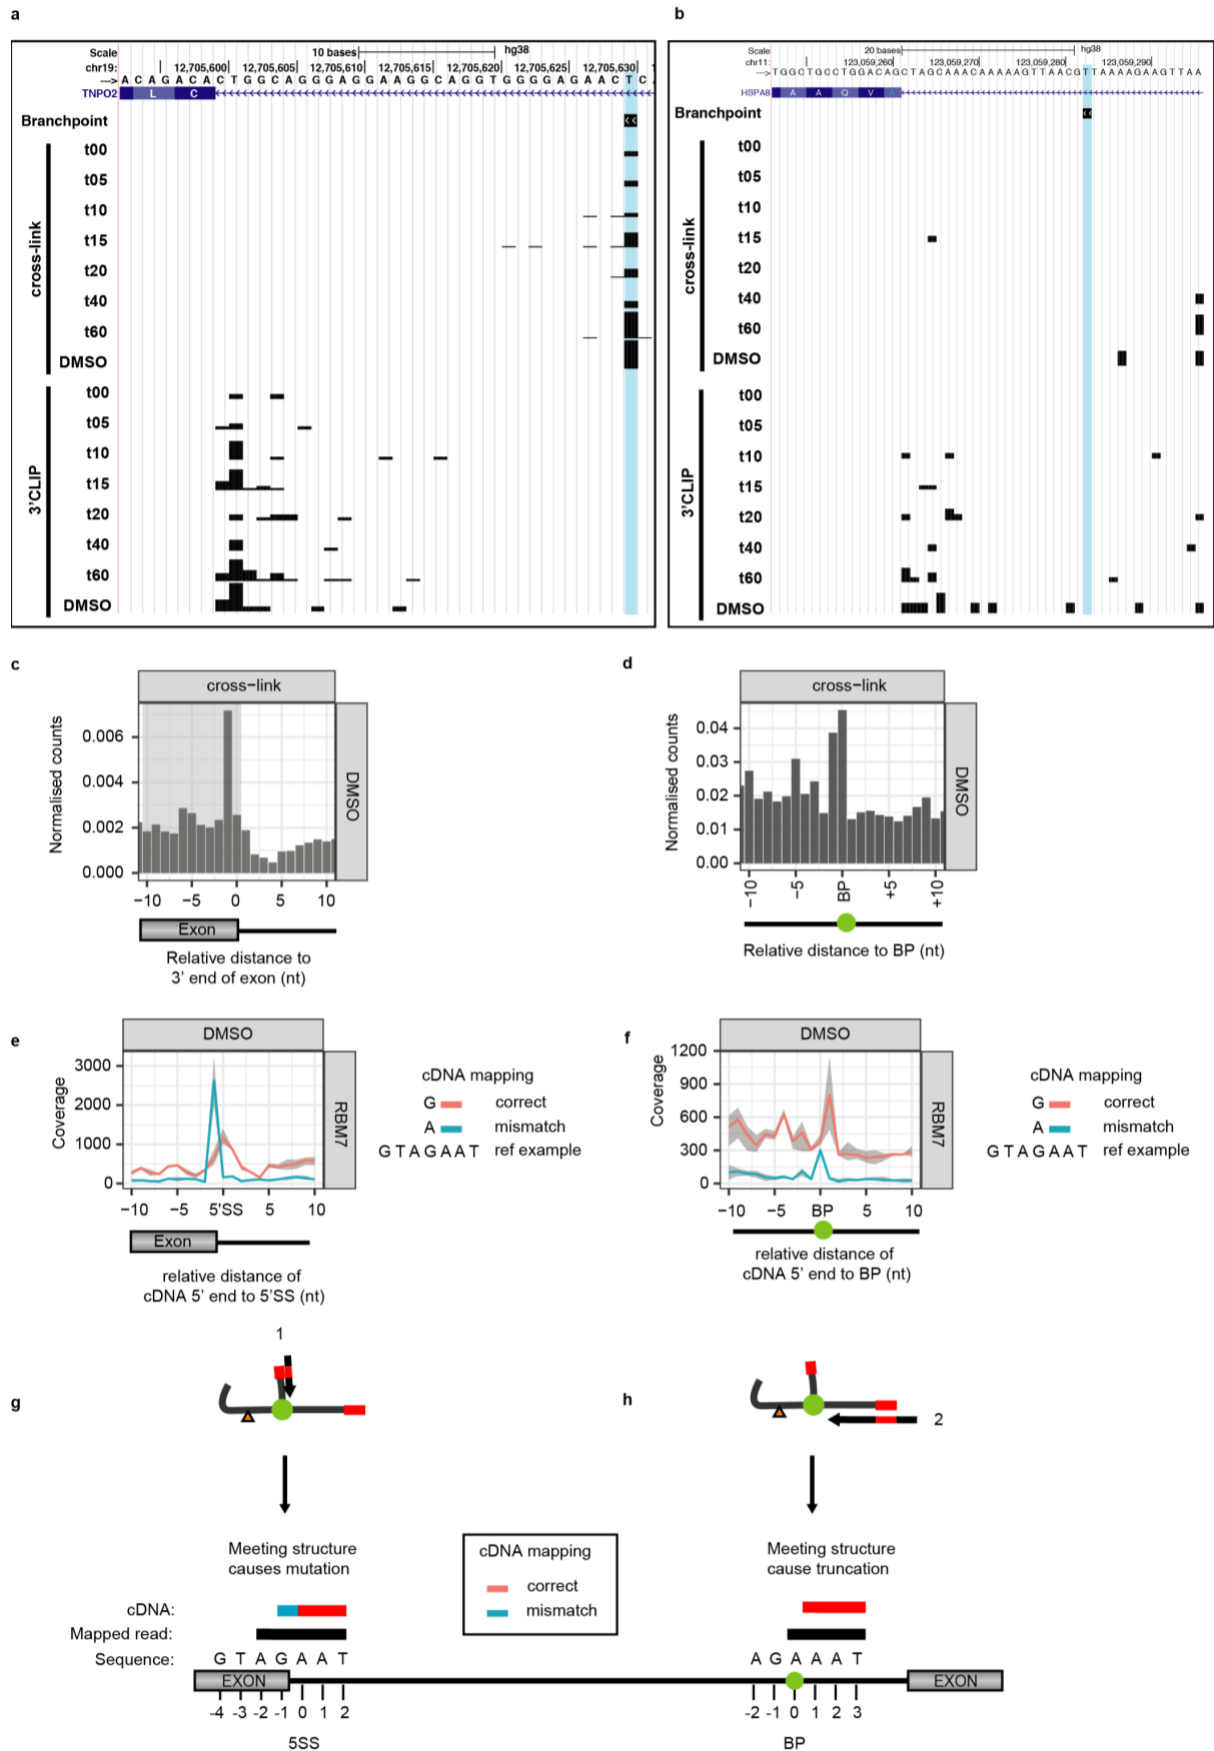 a
Scale
10 bases
hg38
chr19:
12,705,600
12,705,605
12,705,610
12,705,615
12,705,620
12,705,625
12,705,630
--->
A C A G A C A C T G G C A G G G A A G G C A G G T G G G G A G A A C T C
TNPO2
L
C
Branchpoint
cross-link
t00
t05
t10
t15
t20
t40
t60
DMSO
3'CLIP
t00
t05
t10
t15
t20
t40
t60
DMSO
b
Scale
20 bases
hg38
chr11:
123,059,260
123,059,270
123,059,280
123,059,290
--->
T G G C T G C C T G G A C A G C T A G C A A A C A A A A A G T T A A C G T T A A A A G A A G T T A A
HSPA8
A
A
Q
V
Branchpoint
cross-link
t00
t05
t10
t15
t20
t40
t60
DMSO
3'CLIP
t00
t05
t10
t15
t20
t40
t60
DMSO
c
cross−link
DMSO
Normalised counts
0.006
0.004
0.002
0.000
−10 −5 0 5 10
Exon
Relative distance to
3' end of exon (nt)
d
cross−link
DMSO
Normalised counts
0.04
0.03
0.02
0.01
0.00
−10 −5 BP +5 +10
Relative distance to BP (nt)
e
DMSO
RBM7
Coverage
3000
2000
1000
0
−10 −5 5'SS 5 10
Exon
relative distance of
cDNA 5' end to 5'SS (nt)
cDNA mapping
G correct
A mismatch
G T A G A A T ref example
f
DMSO
RBM7
Coverage
1200
900
600
300
0
−10 −5 BP 5 10
relative distance of
cDNA 5' end to BP (nt)
cDNA mapping
G correct
A mismatch
G T A G A A T ref example
g
1
Meeting structure
causes mutation
h
2
Meeting structure
cause truncation
cDNA mapping
correct
mismatch
cDNA:
Mapped read:
Sequence: G T A G A A T A G A A A T
EXON EXON
-4 -3 -2 -1 0 1 2 -2 -1 0 1 2 3
5SS BP